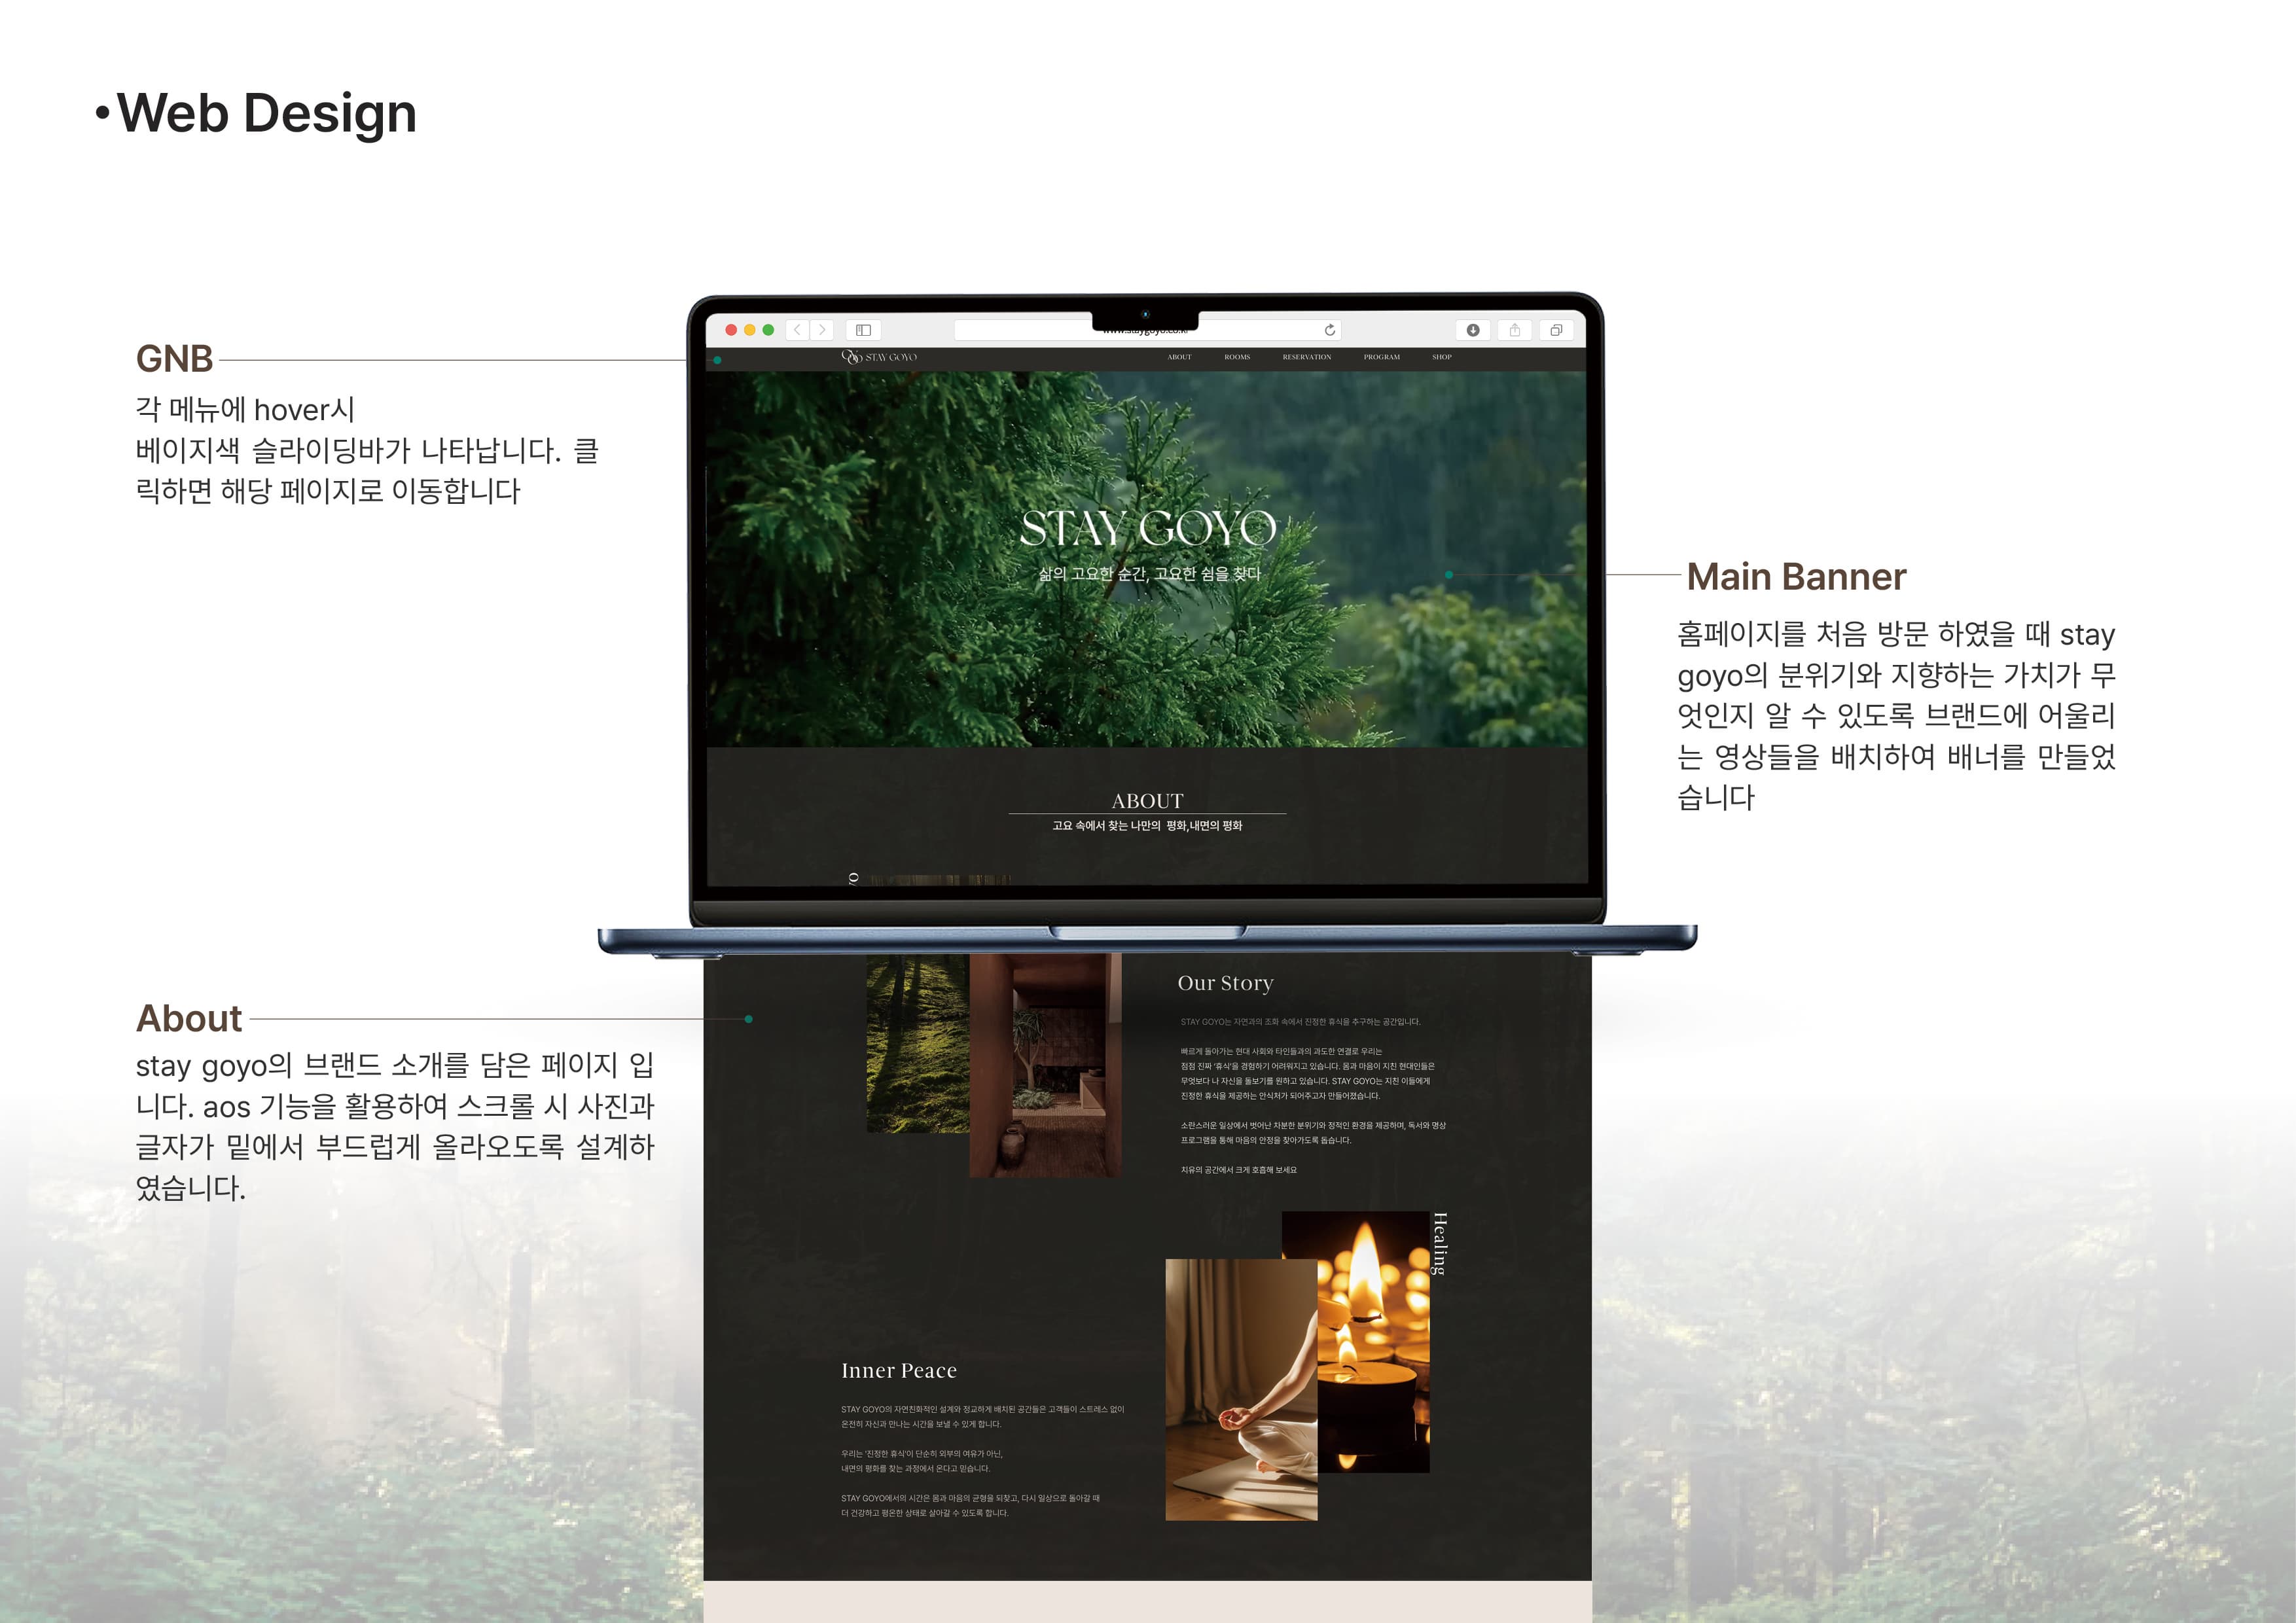 •Web Design
GNB
각 메뉴에 hover시
베이지색 슬라이딩바가 나타납니다. 클
릭하면 해당 페이지로 이동합니다
STAY GOYO
ABOUT
ROOMS
RESERVATION
PROGRAM
SHOP
STAY GOYO
삶의 고요한 순간, 고요한 쉼을 찾다
Main Banner
홈페이지를 처음 방문 하였을 때 stay
goyo의 분위기와 지향하는 가치가 무
엇인지 알 수 있도록 브랜드에 어울리
는 영상들을 배치하여 배너를 만들었
습니다
ABOUT
고요 속에서 찾는 나만의 평화,내면의 평화
About
stay goyo의 브랜드 소개를 담은 페이지 입
니다. aos 기능을 활용하여 스크롤 시 사진과
글자가 밑에서 부드럽게 올라오도록 설계하
였습니다.
Our Story
STAY GOYO는 자연과의 조화 속에서 진정한 휴식을 추구하는 공간입니다.
빠르게 돌아가는 현대 사회와 타인들과의 과도한 연결로 우리는
점점 진짜 '휴식'을 경험하기 어려워지고 있습니다. 몸과 마음이 지친 현대인들은
무엇보다 나 자신을 돌보기를 원하고 있습니다. STAY GOYO는 지친 이들에게
진정한 휴식을 제공하는 안식처가 되어주고자 만들어졌습니다.
소란스러운 일상에서 벗어난 차분한 분위기와 정적인 환경을 제공하며, 독서와 명상
프로그램을 통해 마음의 안정을 찾아가도록 돕습니다.
치유의 공간에서 크게 호흡해 보세요
Healing
Inner Peace
STAY GOYO의 자연친화적인 설계와 정교하게 배치된 공간들은 고객들이 스트레스 없이
온전히 자신과 만나는 시간을 보낼 수 있게 합니다.
우리는 '진정한 휴식'이 단순히 외부의 여유가 아닌,
내면의 평화를 찾는 과정에서 온다고 믿습니다.
STAY GOYO에서의 시간은 몸과 마음의 균형을 되찾고, 다시 일상으로 돌아갈 때
더 건강하고 평온한 상태로 살아갈 수 있도록 합니다.